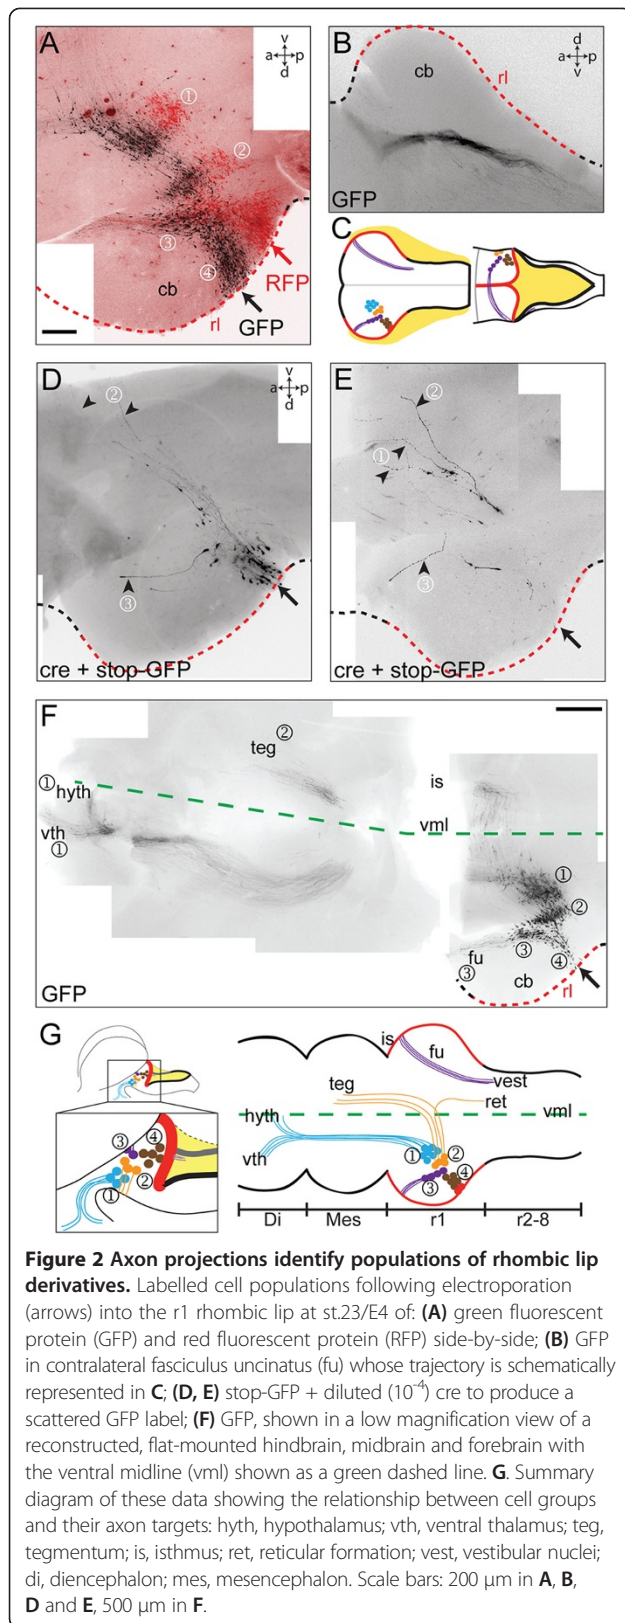 A
v
a p
d
①
②
③
④
cb
RFP
GFP
rl
B
d
a p
v
cb
rl
GFP
C
D
v
a p
d
②
③
cre + stop-GFP
E
②
①
③
cre + stop-GFP
F
teg ②
① hyth
vth
①
is
vml
①
②
③
④
fu
③
cb
rl
GFP
G
③
④
①
②
is
fu
vest
teg
ret
hyth
vml
vth
①
②
③
④
Di
Mes
r1
r2-8
Figure 2 Axon projections identify populations of rhombic lip
derivatives. Labelled cell populations following electroporation
(arrows) into the r1 rhombic lip at st.23/E4 of: (A) green fluorescent
protein (GFP) and red fluorescent protein (RFP) side-by-side; (B) GFP
in contralateral fasciculus uncinatus (fu) whose trajectory is schematically
represented in C; (D, E) stop-GFP + diluted (10⁻⁴) cre to produce a
scattered GFP label; (F) GFP, shown in a low magnification view of a
reconstructed, flat-mounted hindbrain, midbrain and forebrain with
the ventral midline (vml) shown as a green dashed line. G. Summary
diagram of these data showing the relationship between cell groups
and their axon targets: hyth, hypothalamus; vth, ventral thalamus; teg,
tegmentum; is, isthmus; ret, reticular formation; vest, vestibular nuclei;
di, diencephalon; mes, mesencephalon. Scale bars: 200 μm in A, B,
D and E, 500 μm in F.